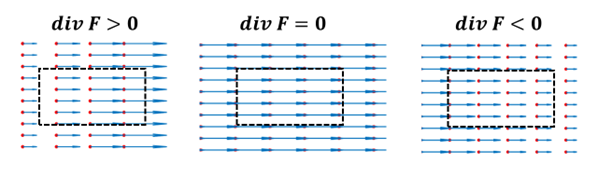 div F > 0
div F = 0
div F < 0